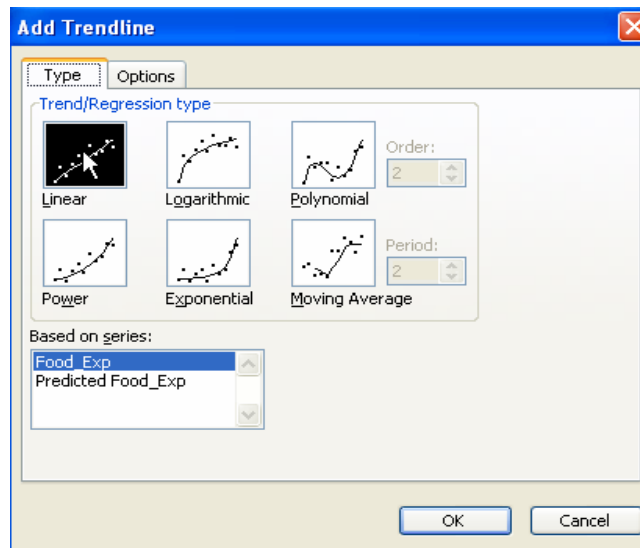 Add Trendline
Type Options
Trend/Regression type
Order:
2
Linear Logarithmic Polynomial
Period:
2
Power Exponential Moving Average
Based on series:
Food_Exp
Predicted Food_Exp
OK Cancel